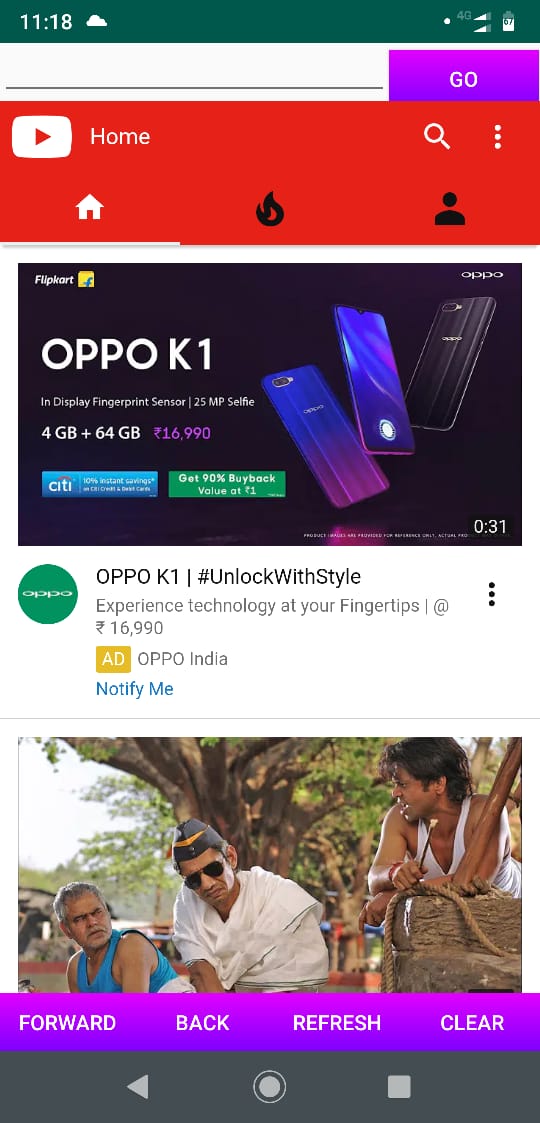 11:18
4G
67
GO
Home
Flipkart
oppo
OPPO K1
In Display Fingerprint Sensor | 25 MP Selfie
4 GB + 64 GB ₹16,990
citi 10% instant savings*
on Citi Credit & Debit Cards
Get 90% Buyback
Value at ₹1
oppo
oppo
PRODUCT IMAGES ARE PROVIDED FOR REFERENCE ONLY, ACTUAL PRO
0:31
oppo
OPPO K1 | #UnlockWithStyle
Experience technology at your Fingertips | @
₹ 16,990
AD OPPO India
Notify Me
FORWARD BACK REFRESH CLEAR